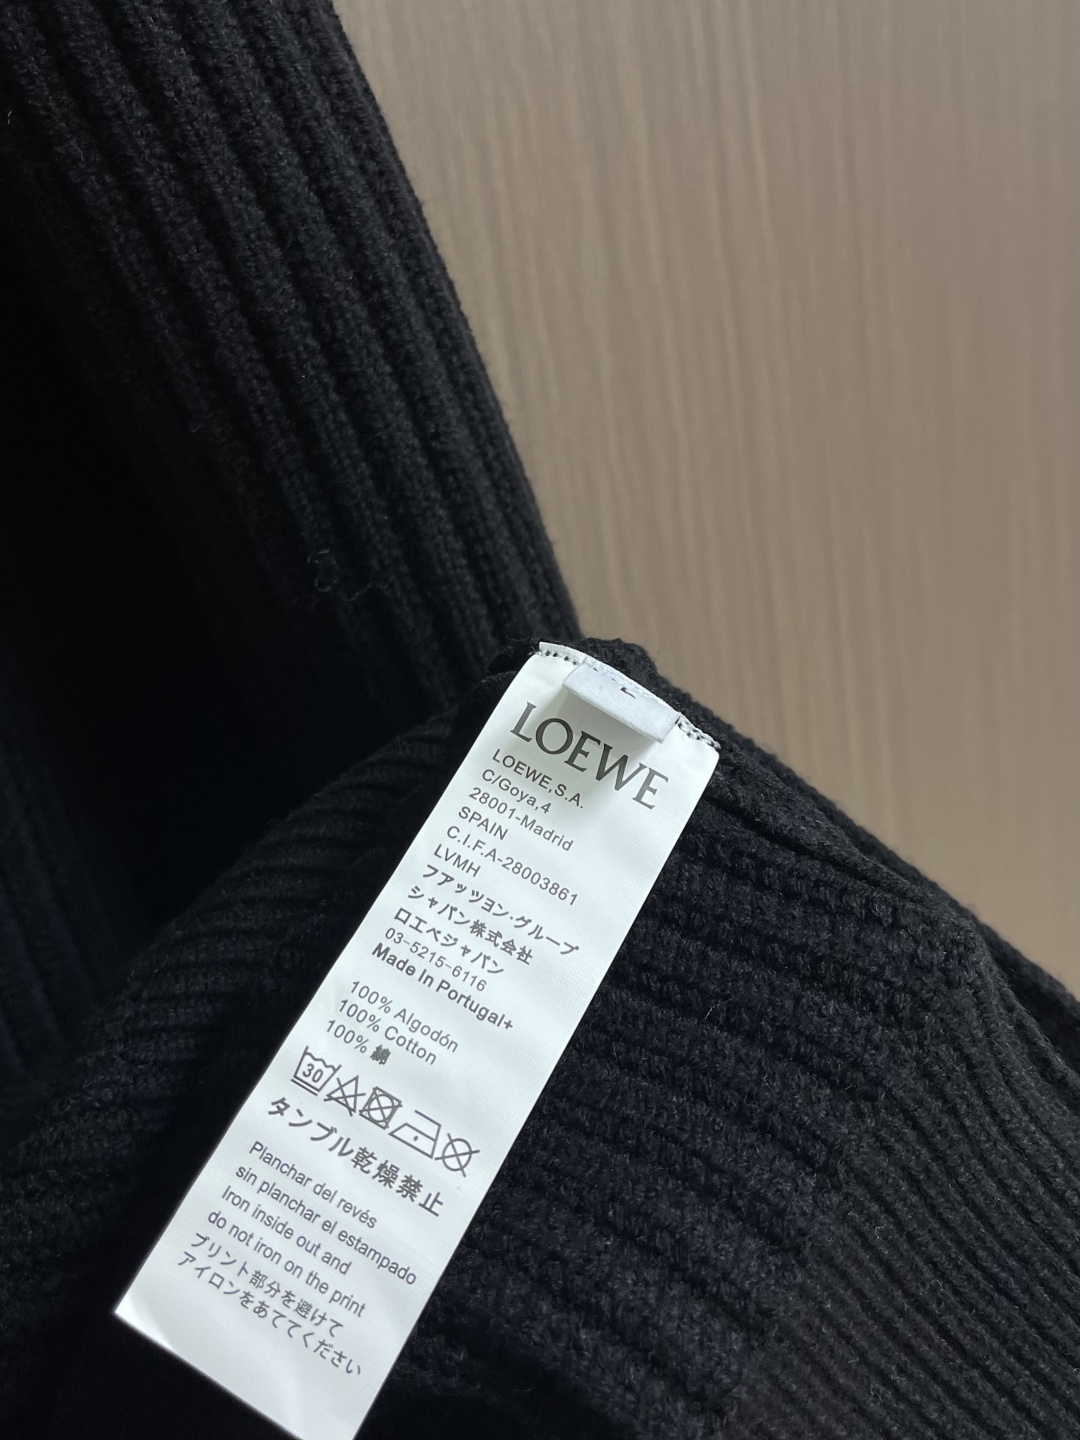 L
LOEWE
LOEWE,S.A.
C/Goya,4
28001-Madrid
SPAIN
C.I.F.A-28003861
LVMH
フアッツヨン·グループ
シャパン株式会社
ロエベジャパン
03-5215-6116
Made In Portugal+
100% Algodón
100% Cotton
100% 綿
30
タンブル乾燥禁止
Planchar del revés
sin planchar el estampado
Iron inside out and
do not iron on the print
プリント部分を避けて
アイロンをあててください